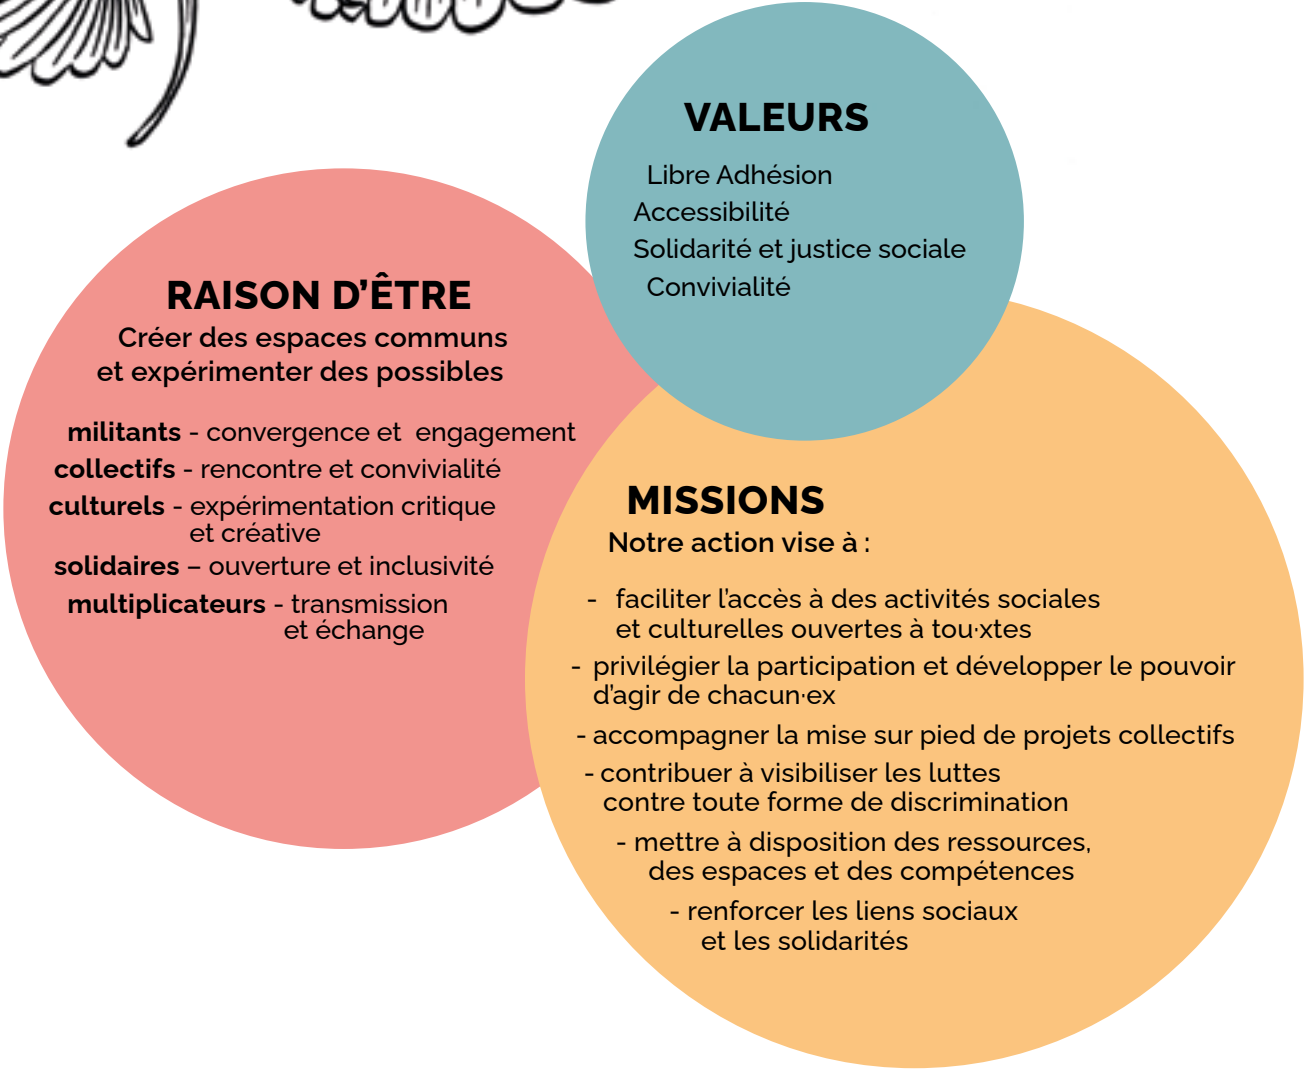 VALEURS
Libre Adhésion
Accessibilité
Solidarité et justice sociale
Convivialité
RAISON D'ÊTRE
Créer des espaces communs
et expérimenter des possibles
militants - convergence et engagement
collectifs - rencontre et convivialité
culturels - expérimentation critique
et créative
solidaires – ouverture et inclusivité
multiplicateurs - transmission
et échange
MISSIONS
Notre action vise à :
- faciliter l'accès à des activités sociales
et culturelles ouvertes à tou·xtes
- privilégier la participation et développer le pouvoir
d'agir de chacun·ex
- accompagner la mise sur pied de projets collectifs
- contribuer à visibiliser les luttes
contre toute forme de discrimination
- mettre à disposition des ressources,
des espaces et des compétences
- renforcer les liens sociaux
et les solidarités